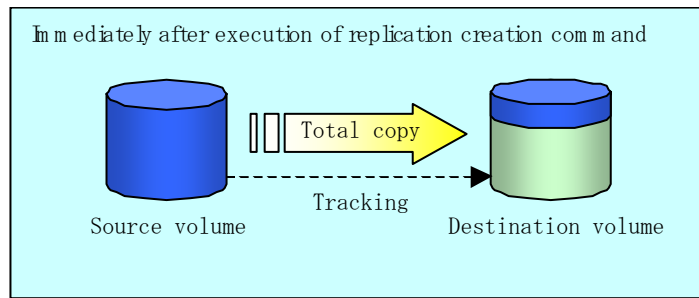 Immediately after execution of replication creation command
Total copy
Tracking
Source volume
Destination volume